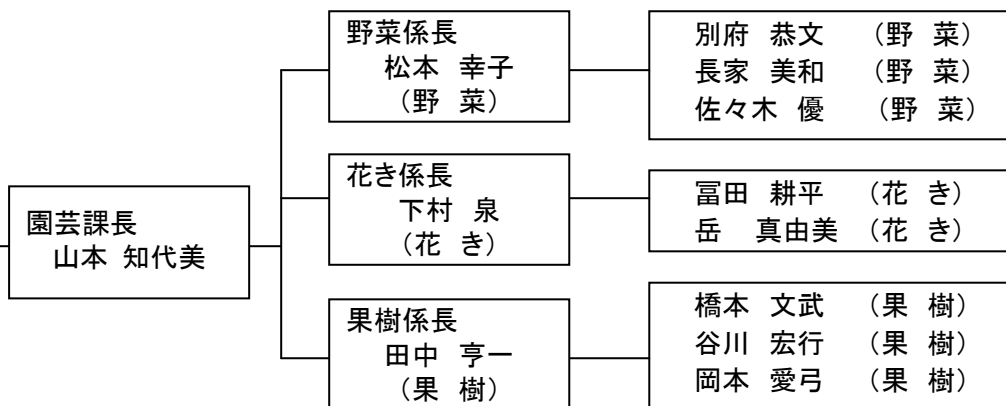 園芸課長
山本 知代美
野菜係長
松本 幸子
(野 菜)
別府 恭文 (野 菜)
長家 美和 (野 菜)
佐々木 優 (野 菜)
花き係長
下村 泉
(花 き)
冨田 耕平 (花 き)
岳 真由美 (花 き)
果樹係長
田中 亨一
(果 樹)
橋本 文武 (果 樹)
谷川 宏行 (果 樹)
岡本 愛弓 (果 樹)